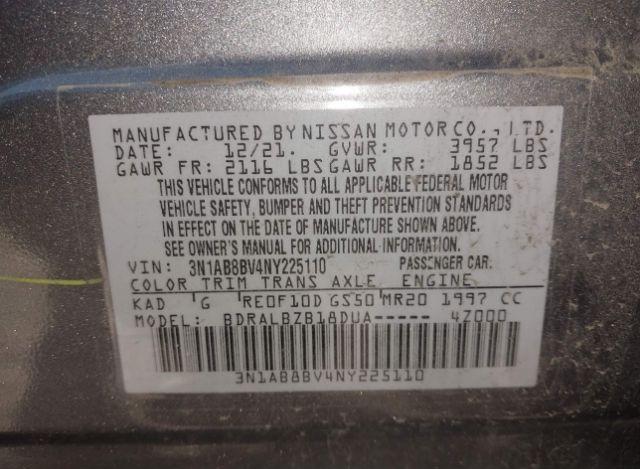 MANUFACTURED BY NISSAN MOTOR CO., LTD.
DATE: 12/21. GVWR: 3957 LBS
GAWR FR: 2116 LBS GAWR RR: 1852 LBS
THIS VEHICLE CONFORMS TO ALL APPLICABLE FEDERAL MOTOR
VEHICLE SAFETY, BUMPER AND THEFT PREVENTION STANDARDS
IN EFFECT ON THE DATE OF MANUFACTURE SHOWN ABOVE.
SEE OWNER'S MANUAL FOR ADDITIONAL INFORMATION.
VIN: 3N1AB8BV4NY225110 PASSENGER CAR.
COLOR TRIM TRANS AXLE ENGINE
KAD G RE0F10D GS50 MR20 1997 CC
MODEL: BDRALBZB18DUA----- 4Z000
3N1AB8BV4NY225110